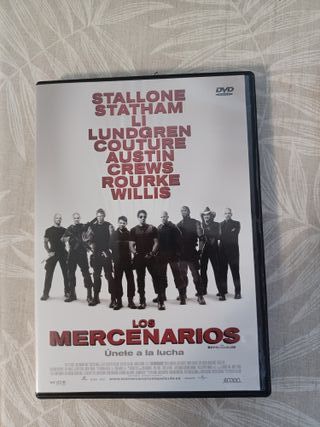 DVD
STALLONE
STATHAM
LI
LUNDGREN
COUTURE
AUSTIN
CREWS
ROURKE
WILLIS
LOS
MERCENARIOS
Únete a la lucha